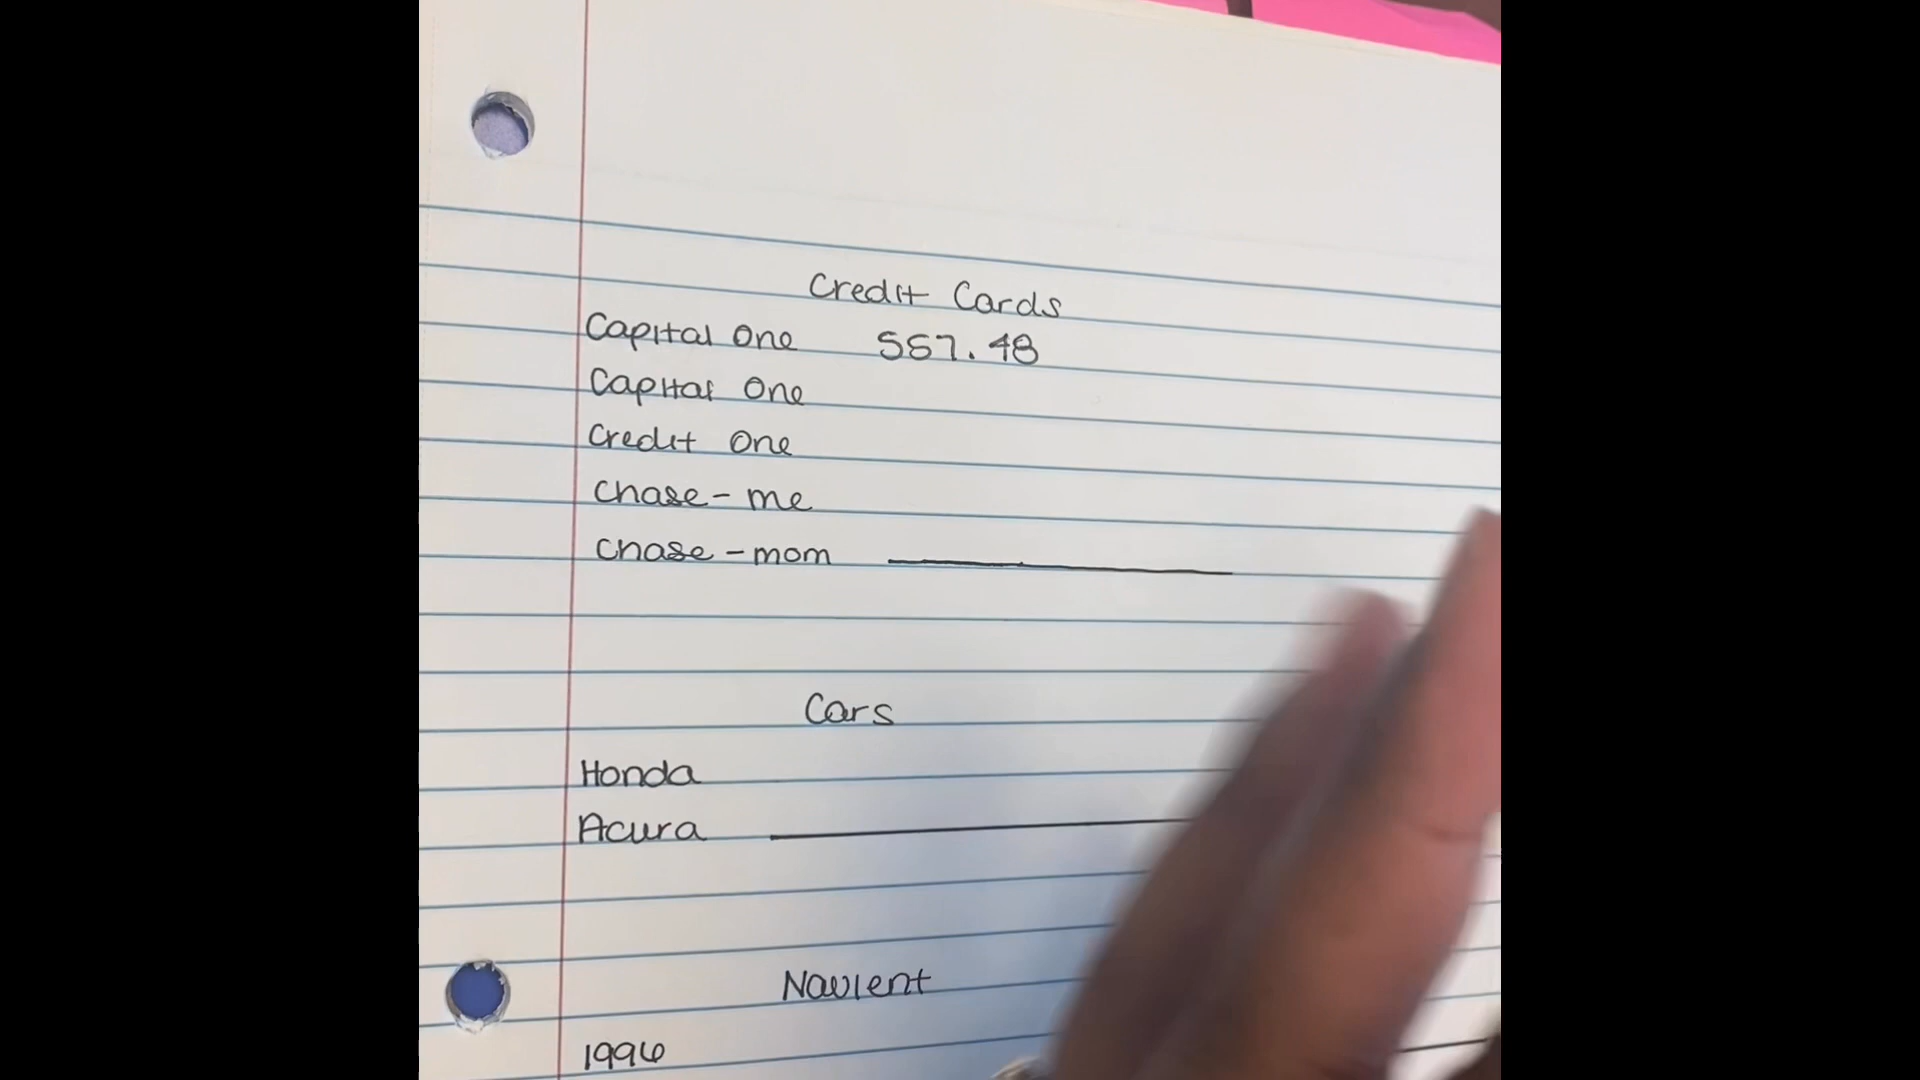 Credit Cards
Capital One 557.48
Capital One
Credit One
Chase-me
Chase-mom
Cars
Honda
Acura
Navient
1996